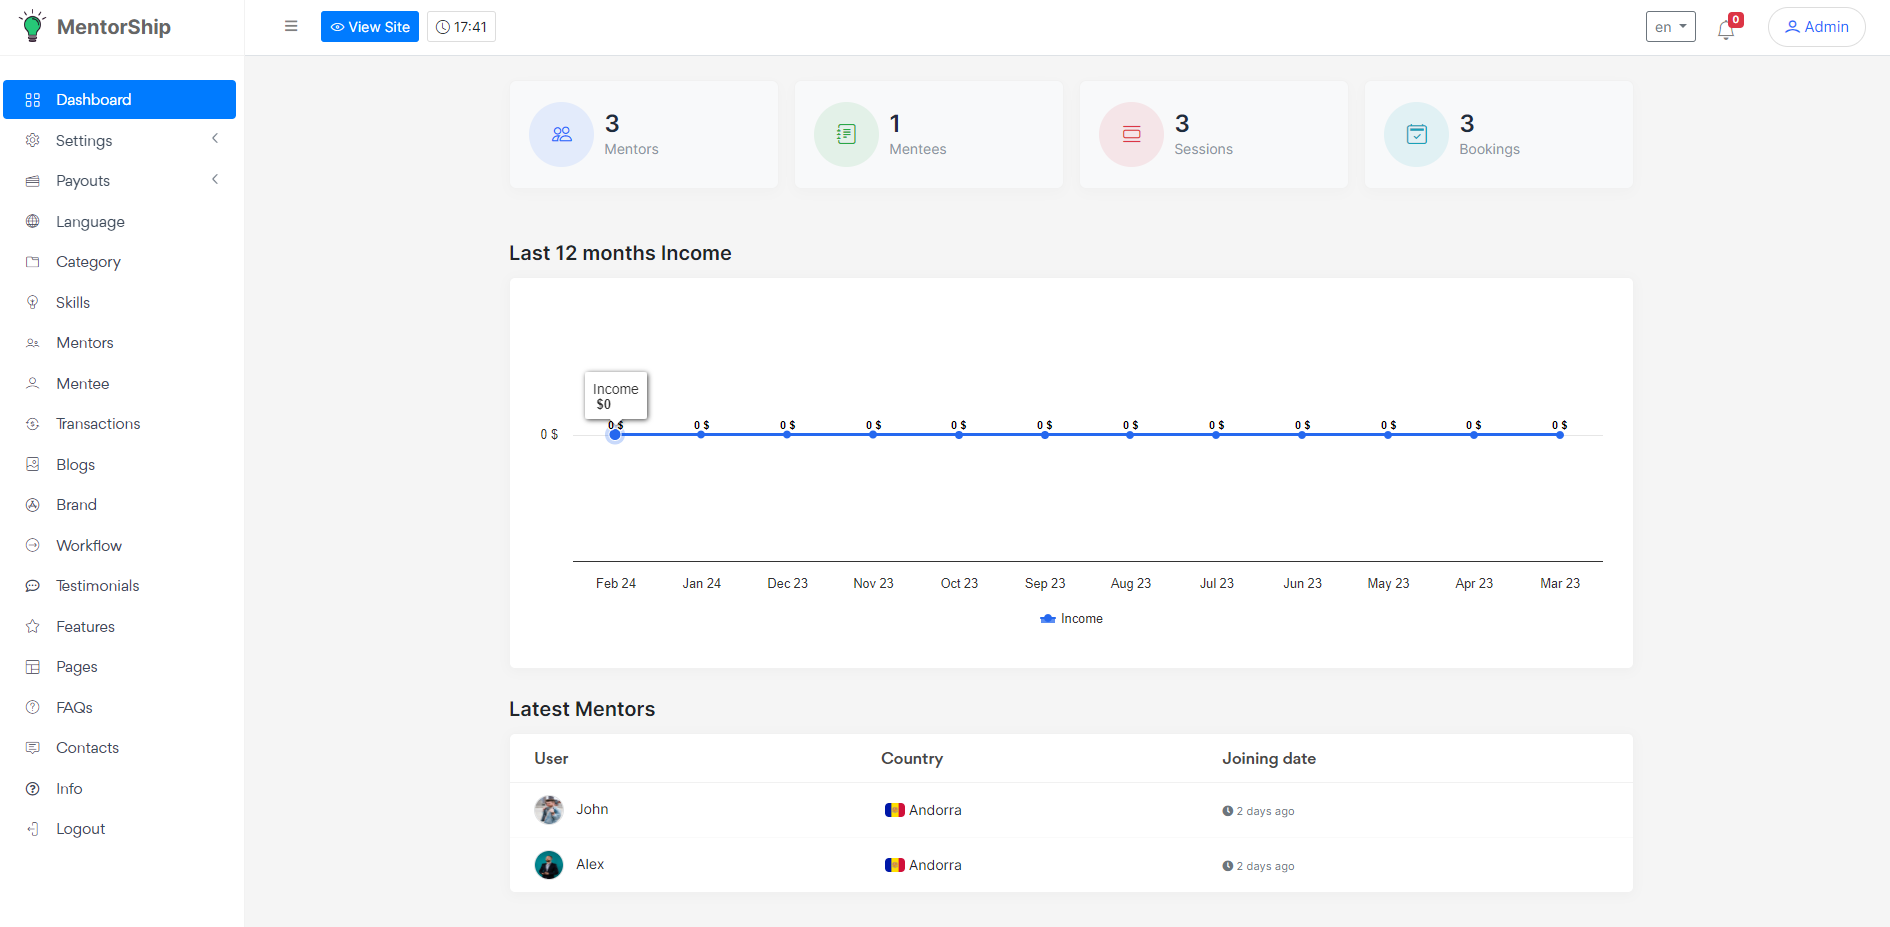 MentorShip
View Site
17:41
en
0
Admin
Dashboard
Settings
Payouts
Language
Category
Skills
Mentors
Mentee
Transactions
Blogs
Brand
Workflow
Testimonials
Features
Pages
FAQs
Contacts
Info
Logout
3
Mentors
1
Mentees
3
Sessions
3
Bookings
Last 12 months Income
Income
$0
0 $ 0 $ 0 $ 0 $ 0 $ 0 $ 0 $ 0 $ 0 $ 0 $ 0 $ 0 $
0 $
Feb 24 Jan 24 Dec 23 Nov 23 Oct 23 Sep 23 Aug 23 Jul 23 Jun 23 May 23 Apr 23 Mar 23
Income
Latest Mentors
User Country Joining date
John Andorra 2 days ago
Alex Andorra 2 days ago